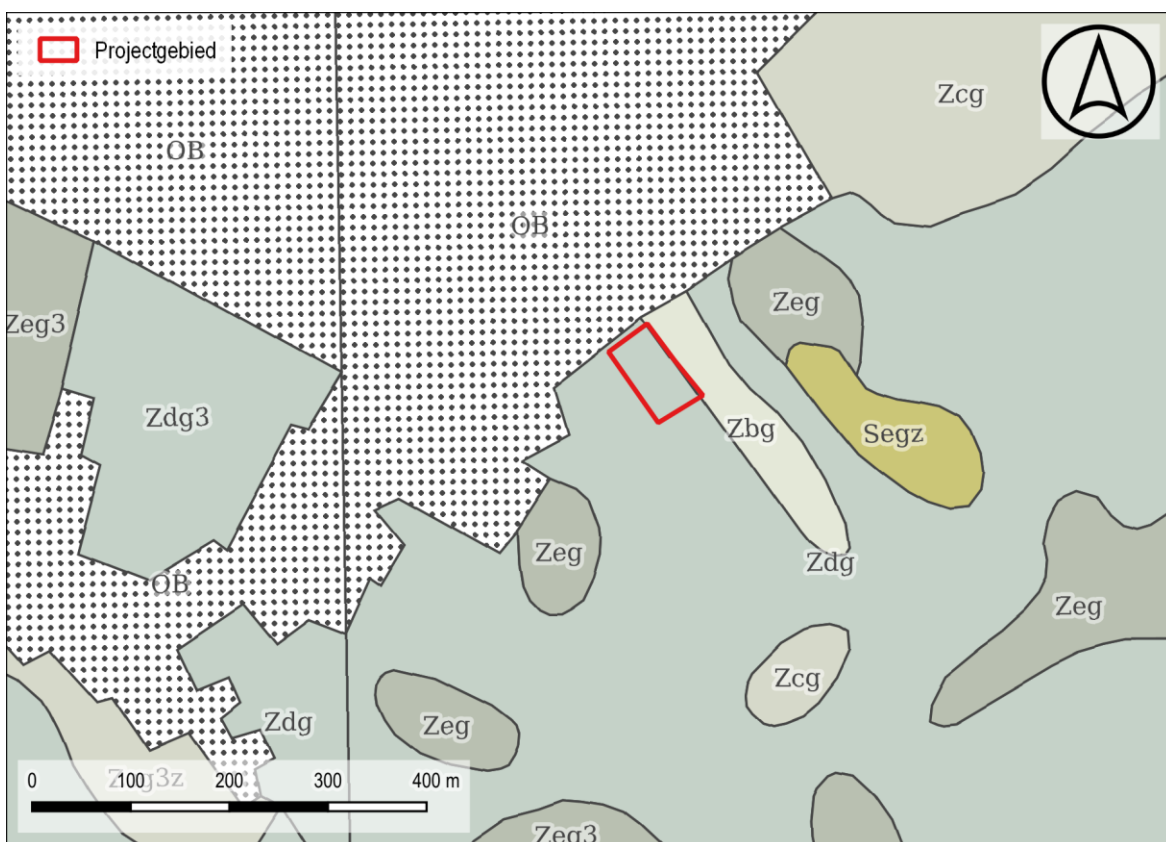 Projectgebied
Zcg
OB
OB
Zeg
Zeg3
Zdg3
Zbg
Segz
Zeg
Zdg
OB
Zeg
Zcg
Zdg
Zeg
0 100 200 300 400 m
Zeg3